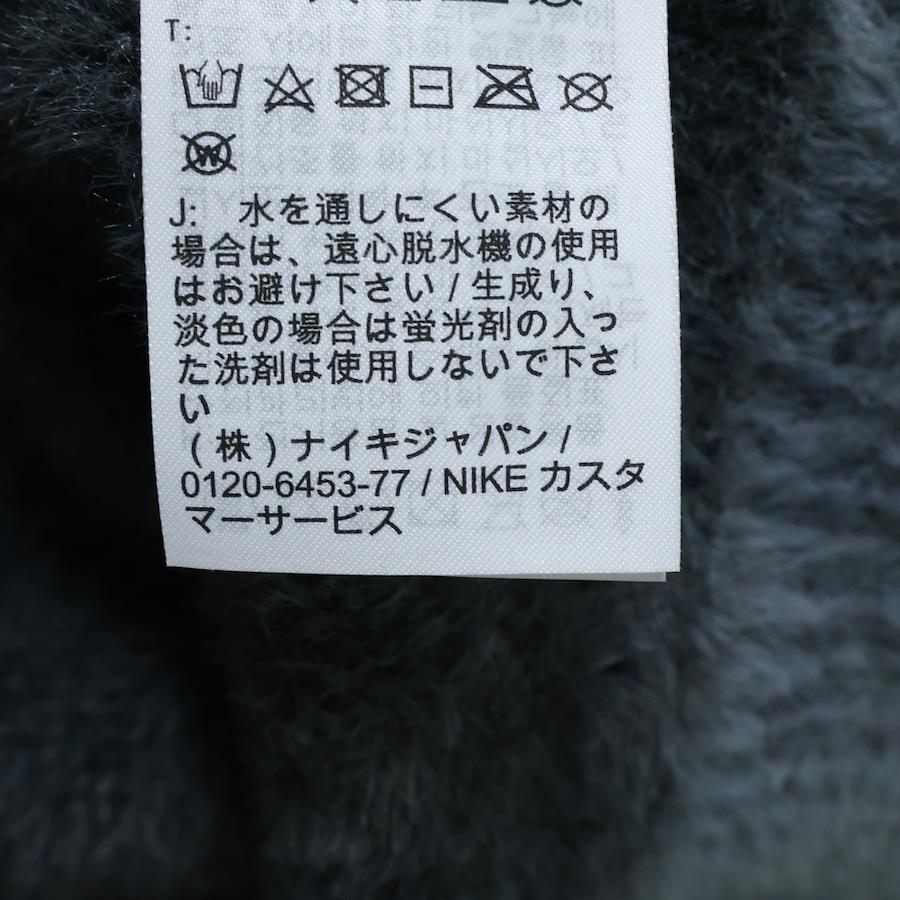 T:
J: 水を通しにくい素材の
場合は、遠心脱水機の使用
はお避け下さい / 生成り、
淡色の場合は蛍光剤の入っ
た洗剤は使用しないで下さ
い
(株)ナイキジャパン /
0120-6453-77 / NIKE カスタ
マーサービス